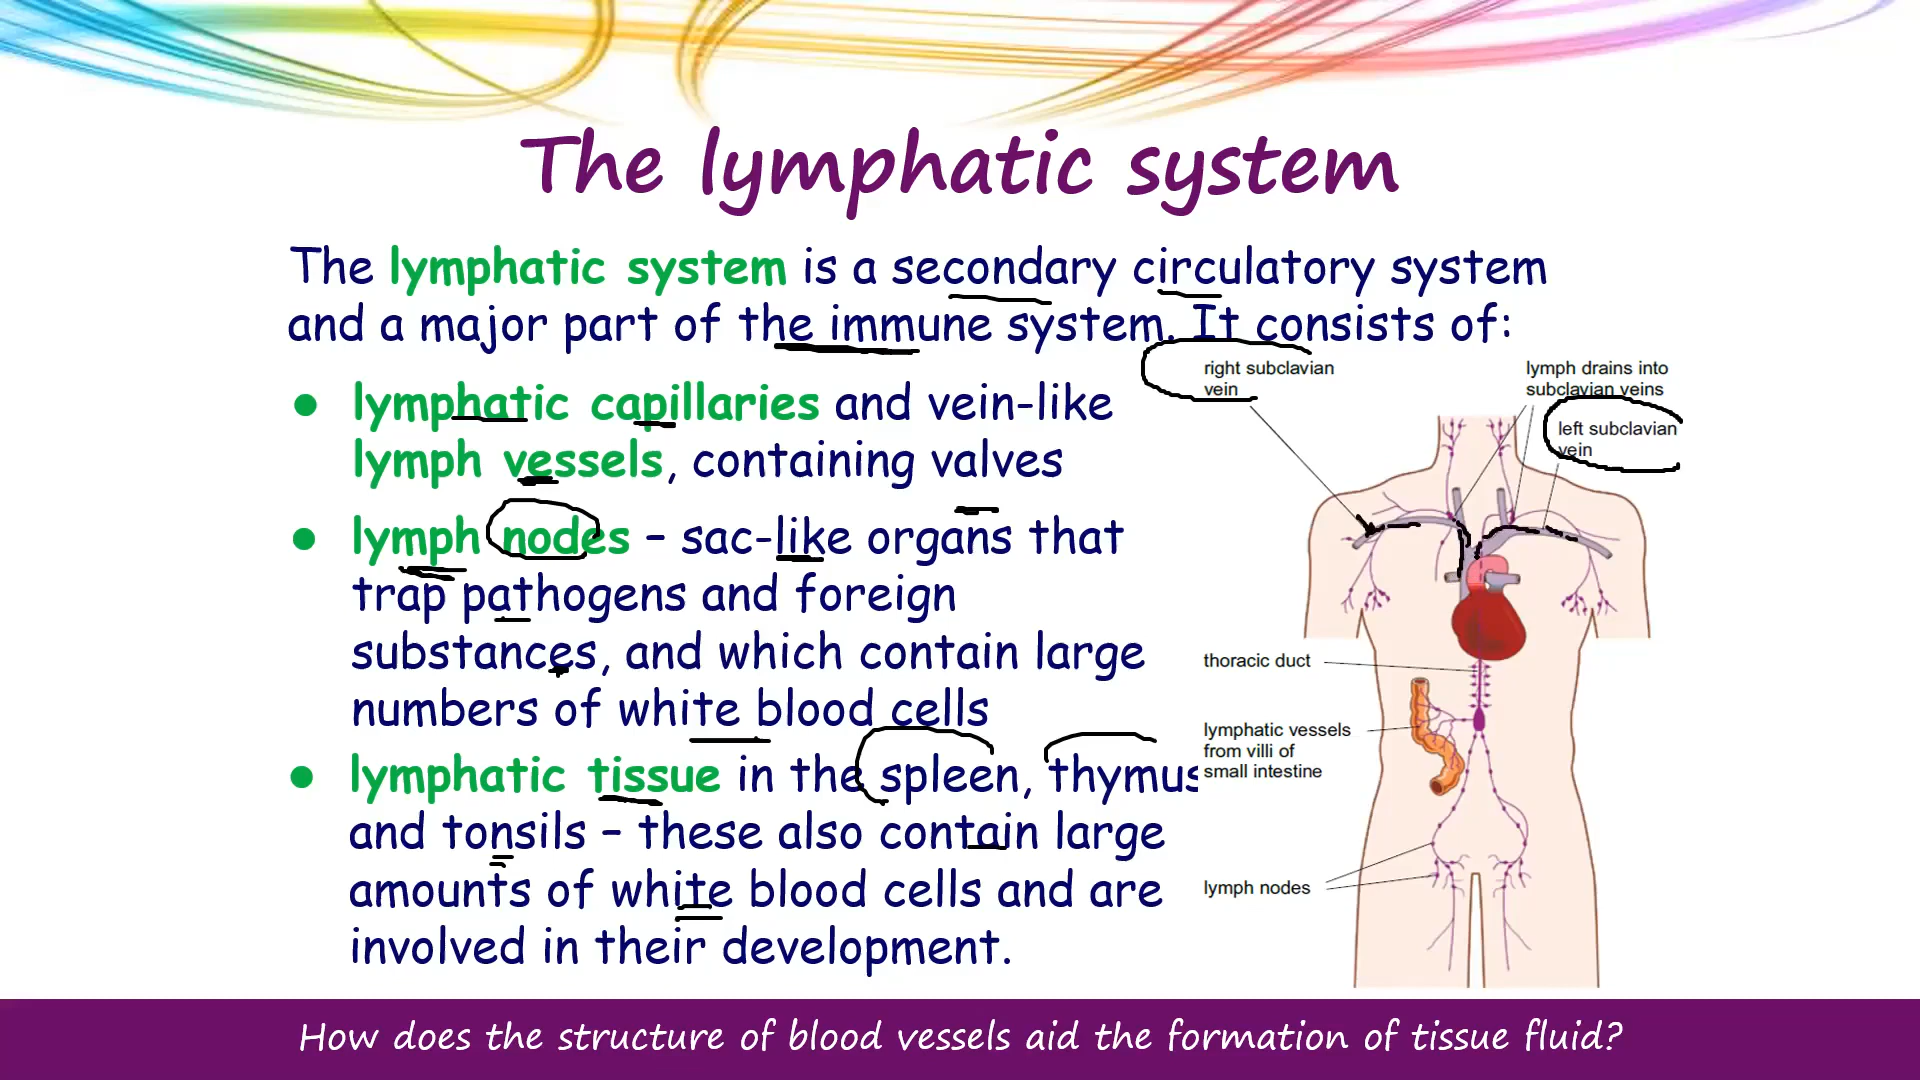 The lymphatic system
The lymphatic system is a secondary circulatory system
and a major part of the immune system. It consists of:
● lymphatic capillaries and vein-like
lymph vessels, containing valves
● lymph nodes – sac-like organs that
trap pathogens and foreign
substances, and which contain large
numbers of white blood cells
● lymphatic tissue in the spleen, thymus
and tonsils – these also contain large
amounts of white blood cells and are
involved in their development.
right subclavian
vein
lymph drains into
subclavian veins
left subclavian
vein
thoracic duct
lymphatic vessels
from villi of
small intestine
lymph nodes
How does the structure of blood vessels aid the formation of tissue fluid?